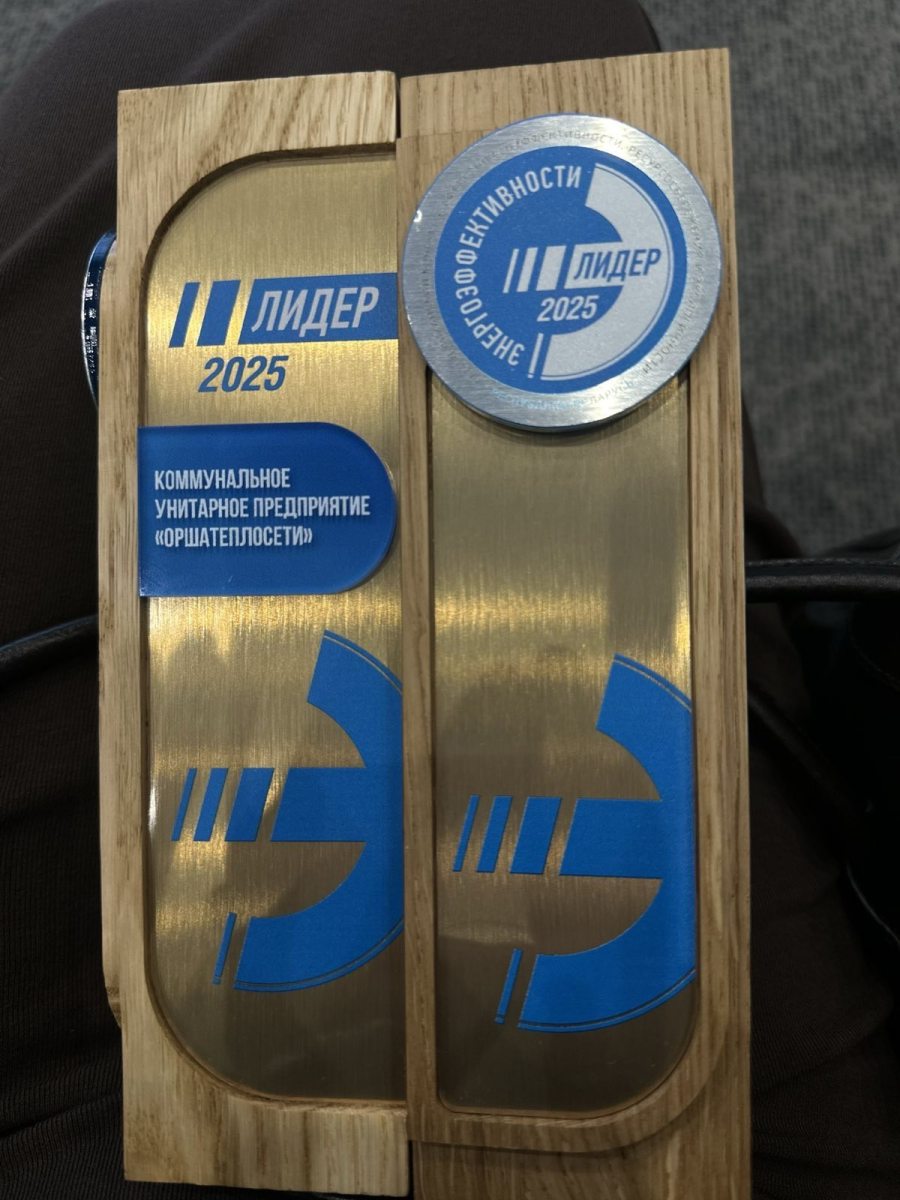 ЛИДЕР
2025
КОММУНАЛЬНОЕ
УНИТАРНОЕ ПРЕДПРИЯТИЕ
«ОРШАТЕПЛОСЕТИ»
ЭНЕРГОЭФФЕКТИВНОСТИ
ЛИДЕР
2025